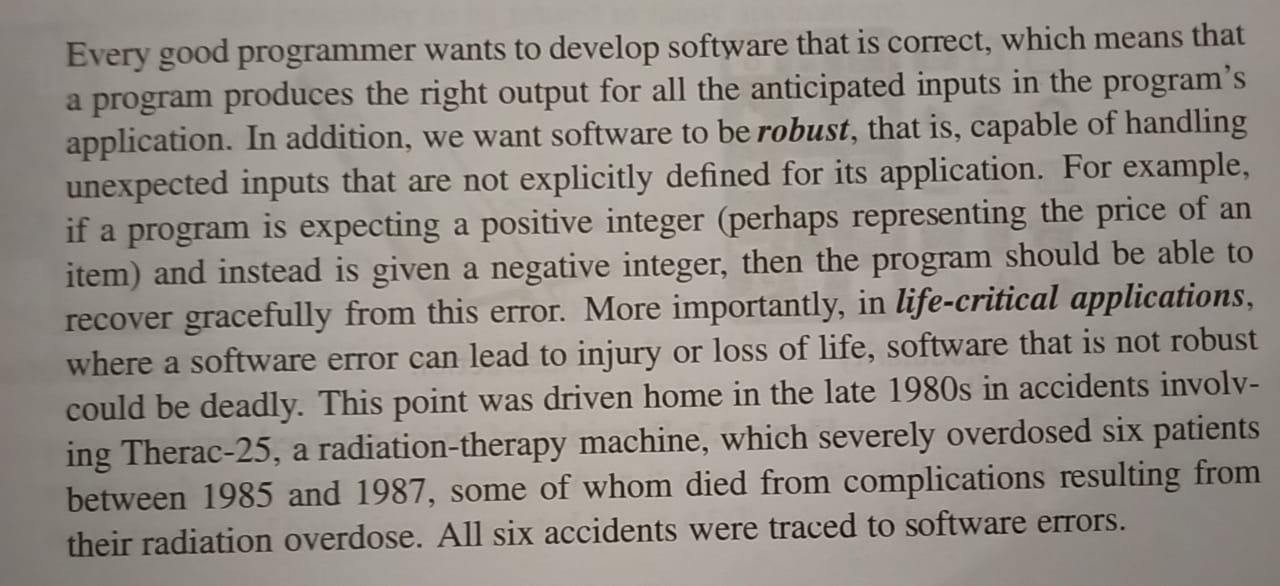 Every good programmer wants to develop software that is correct, which means that
a program produces the right output for all the anticipated inputs in the program's
application. In addition, we want software to be robust, that is, capable of handling
unexpected inputs that are not explicitly defined for its application. For example,
if a program is expecting a positive integer (perhaps representing the price of an
item) and instead is given a negative integer, then the program should be able to
recover gracefully from this error. More importantly, in life-critical applications,
where a software error can lead to injury or loss of life, software that is not robust
could be deadly. This point was driven home in the late 1980s in accidents involv-
ing Therac-25, a radiation-therapy machine, which severely overdosed six patients
between 1985 and 1987, some of whom died from complications resulting from
their radiation overdose. All six accidents were traced to software errors.